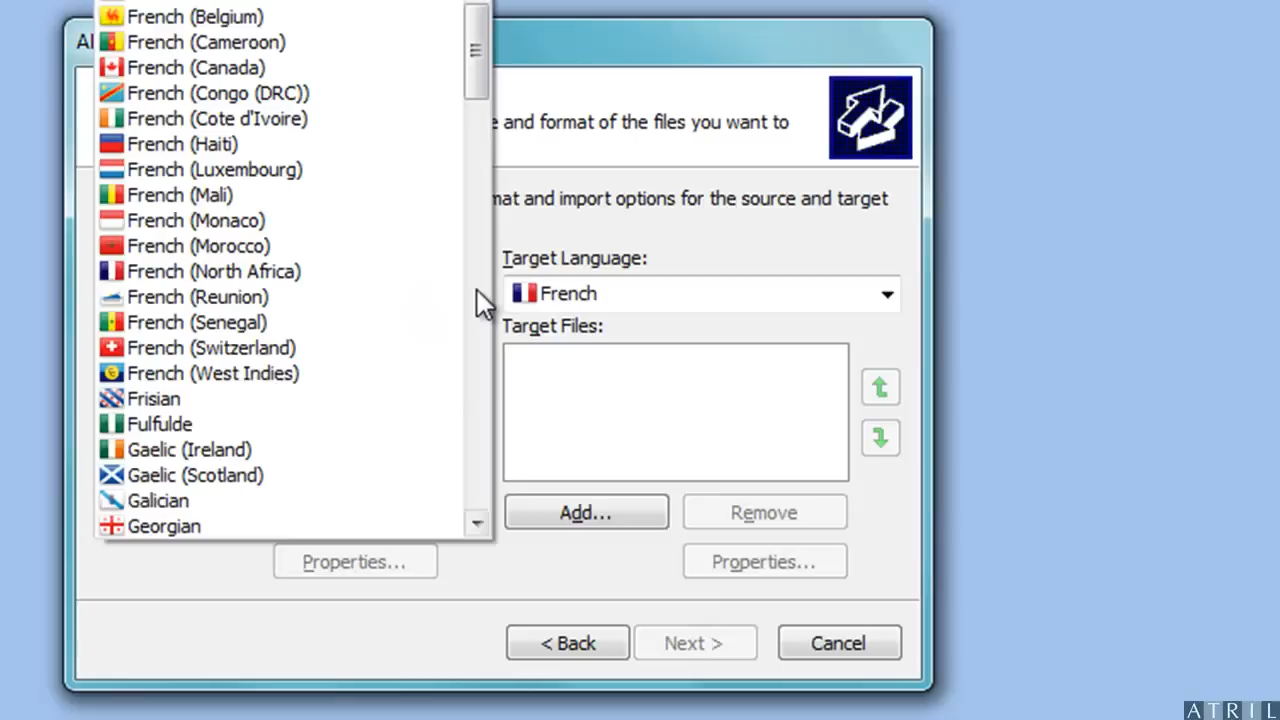 French (Belgium)
French (Cameroon)
French (Canada)
French (Congo (DRC))
French (Cote d'Ivoire)
French (Haiti)
French (Luxembourg)
French (Mali)
French (Monaco)
French (Morocco)
French (North Africa)
French (Reunion)
French (Senegal)
French (Switzerland)
French (West Indies)
Frisian
Fulfulde
Gaelic (Ireland)
Gaelic (Scotland)
Galician
Georgian
and format of the files you want to
and import options for the source and target
Target Language:
French
Target Files:
Add...
Remove
Properties...
Properties...
< Back
Next >
Cancel
ATRIL